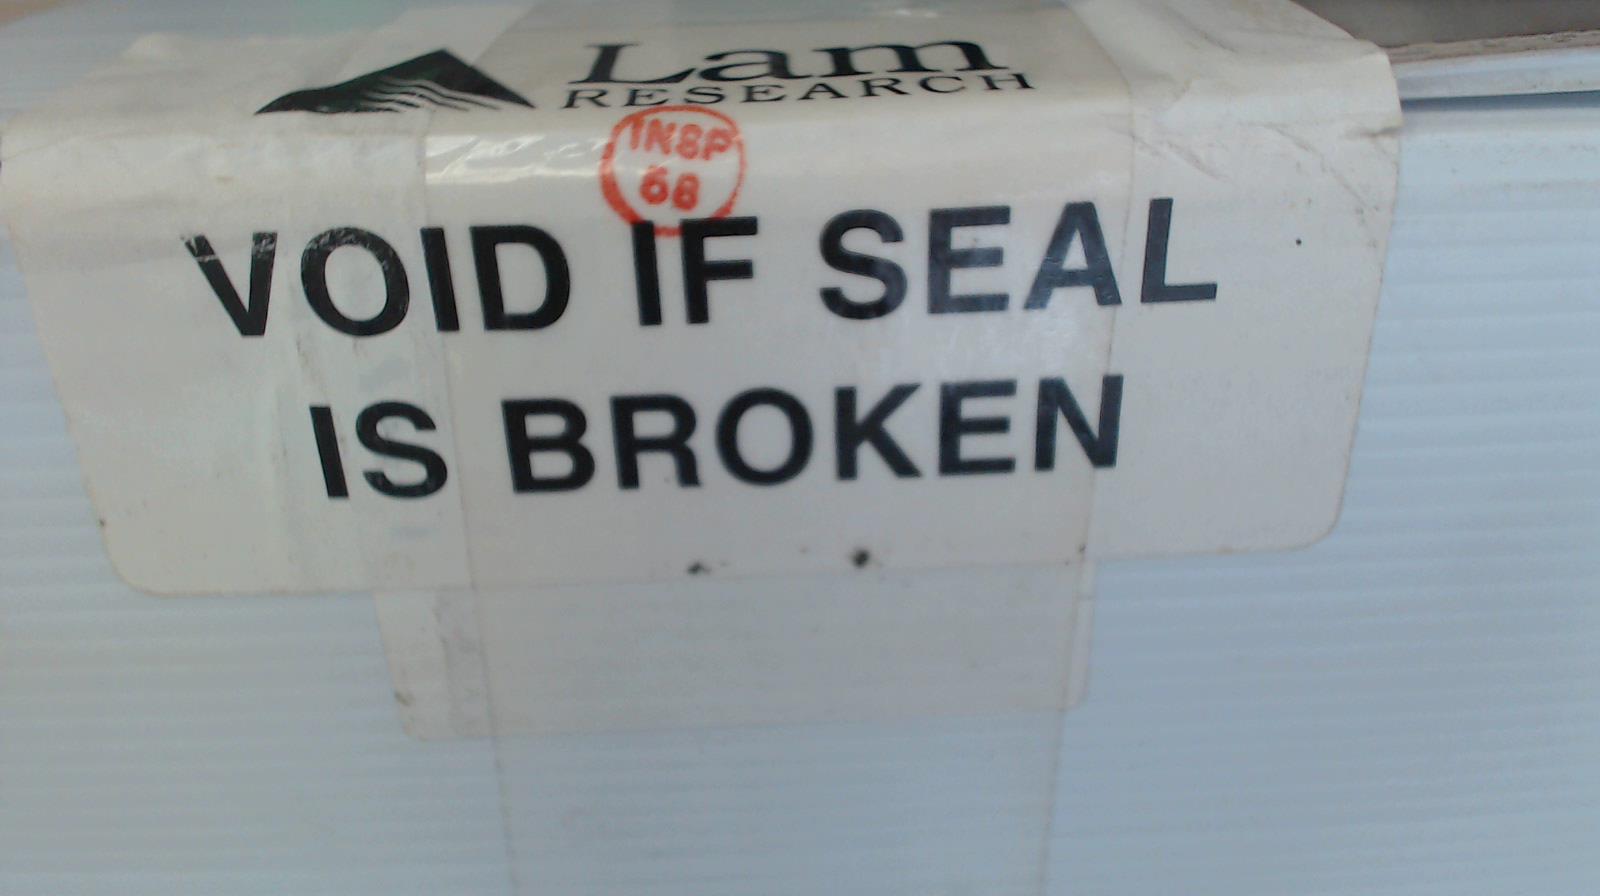 Lam
RESEARCH
INSP
68
VOID IF SEAL
IS BROKEN